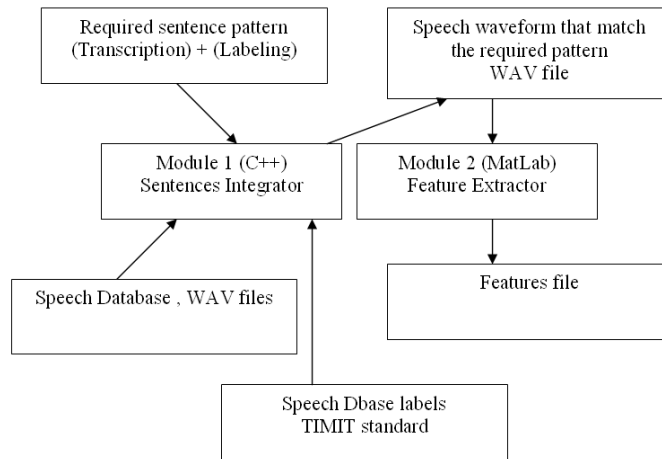 Required sentence pattern
(Transcription) + (Labeling)
Speech waveform that match
the required pattern
WAV file
Module 1 (C++)
Sentences Integrator
Module 2 (MatLab)
Feature Extractor
Speech Database , WAV files
Features file
Speech Dbase labels
TIMIT standard